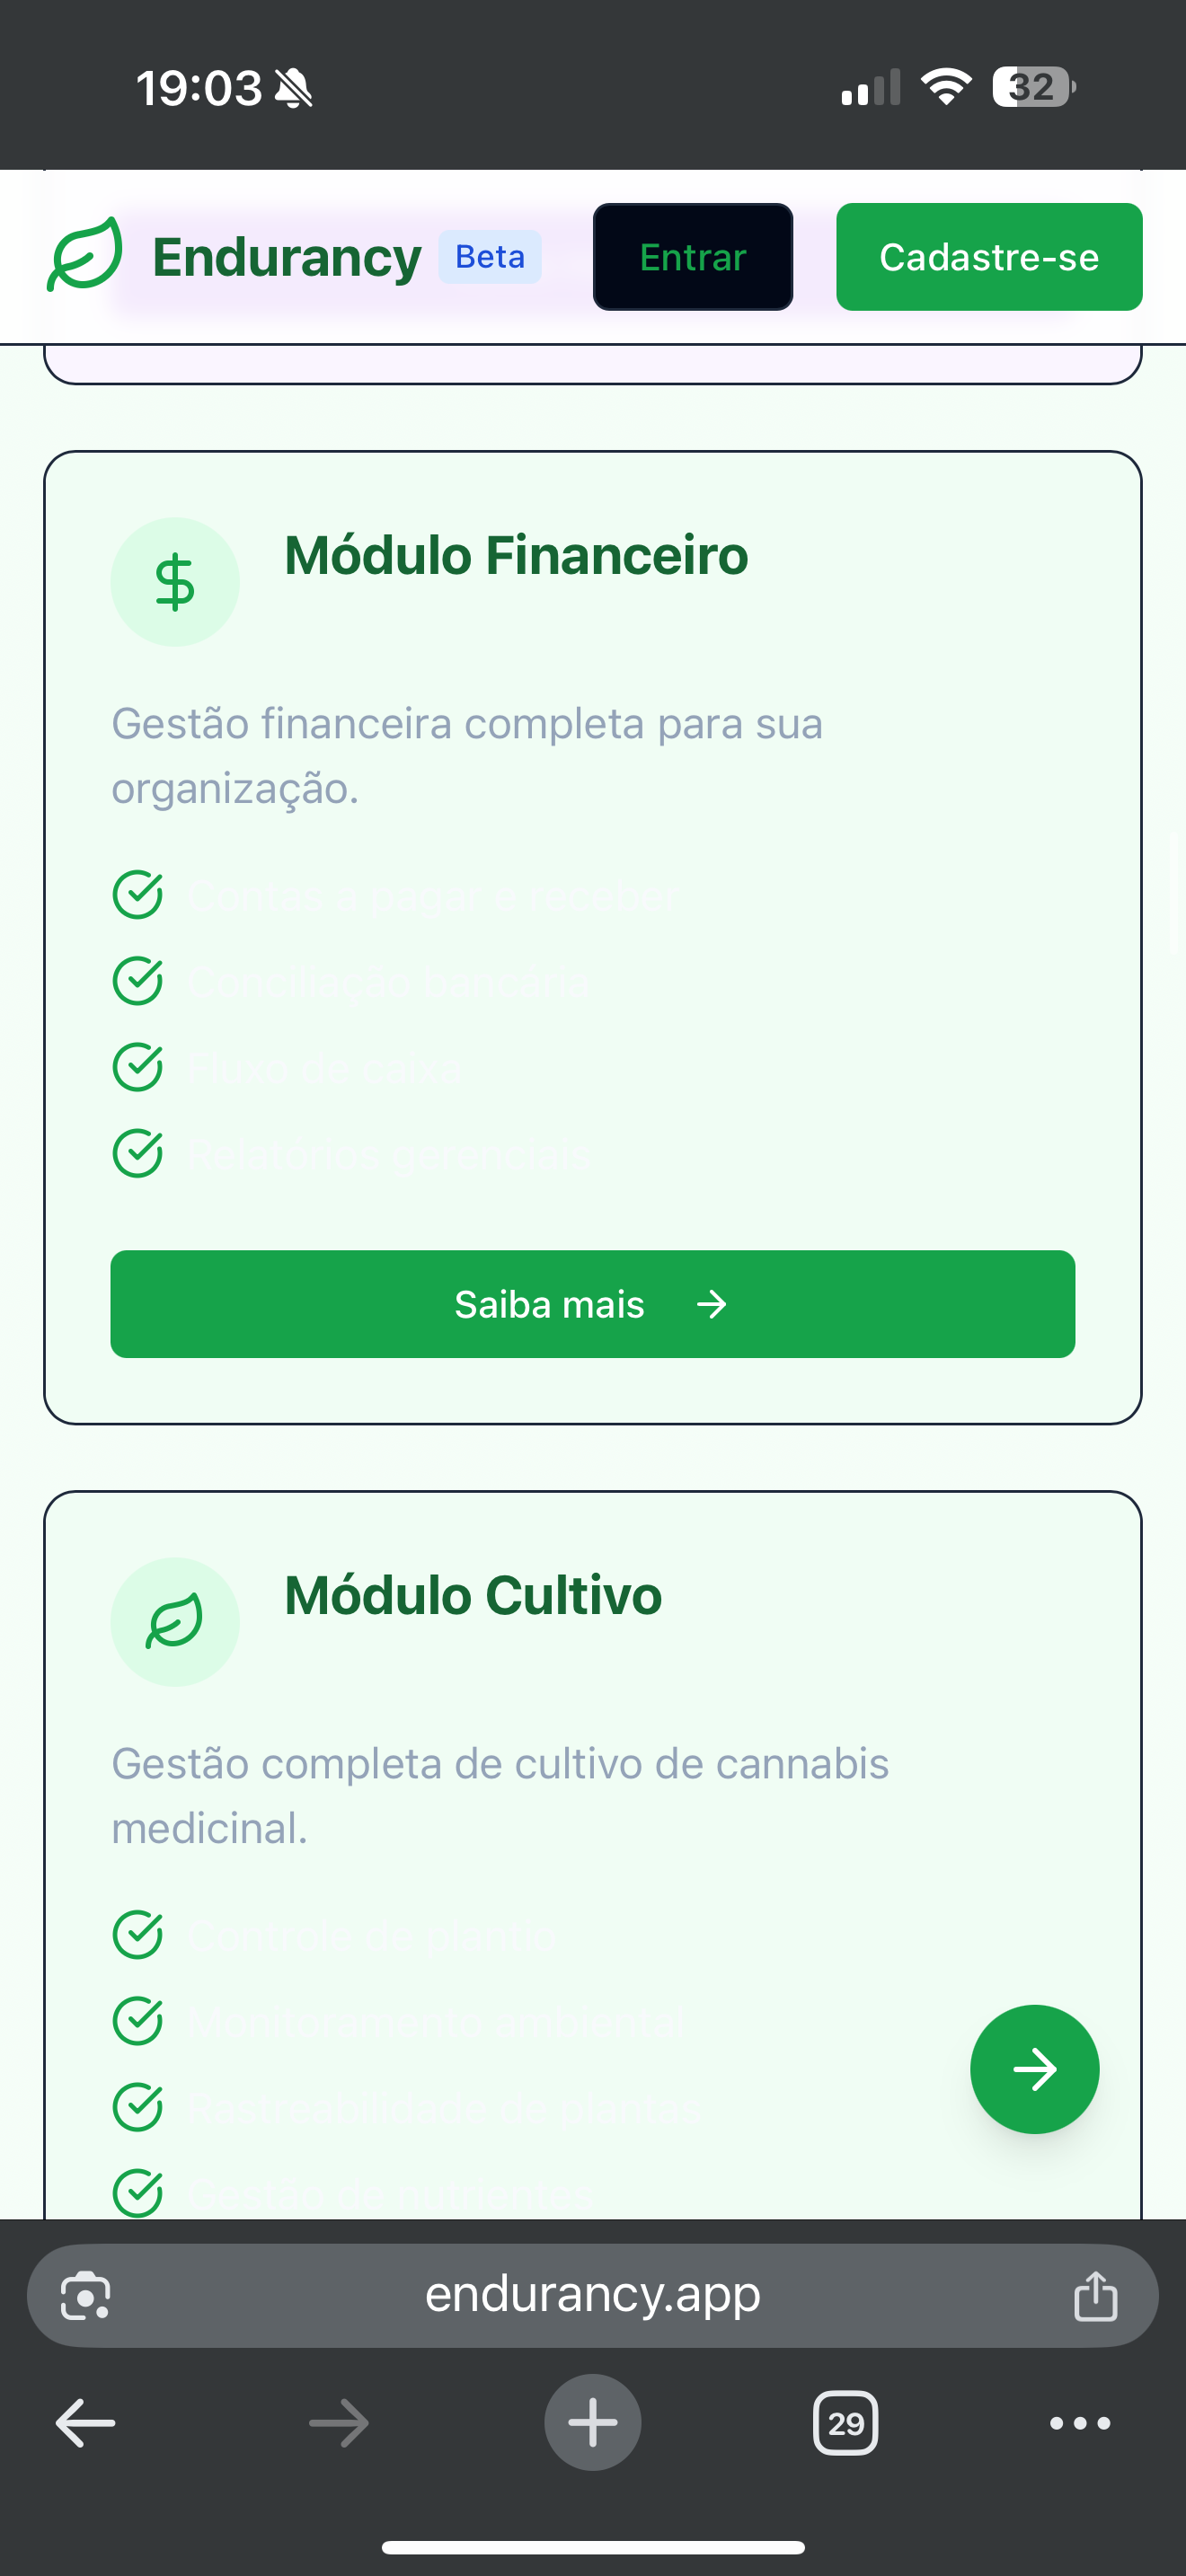 19:03
32
Endurancy
Beta
Entrar
Cadastre-se
Módulo Financeiro
Gestão financeira completa para sua
organização.
Contas a pagar e receber
Conciliação bancária
Fluxo de caixa
Relatórios gerenciais
Saiba mais
Módulo Cultivo
Gestão completa de cultivo de cannabis
medicinal.
Controle de plantio
Monitoramento ambiental
Rastreabilidade de plantas
Gestão de nutrientes
endurancy.app
29